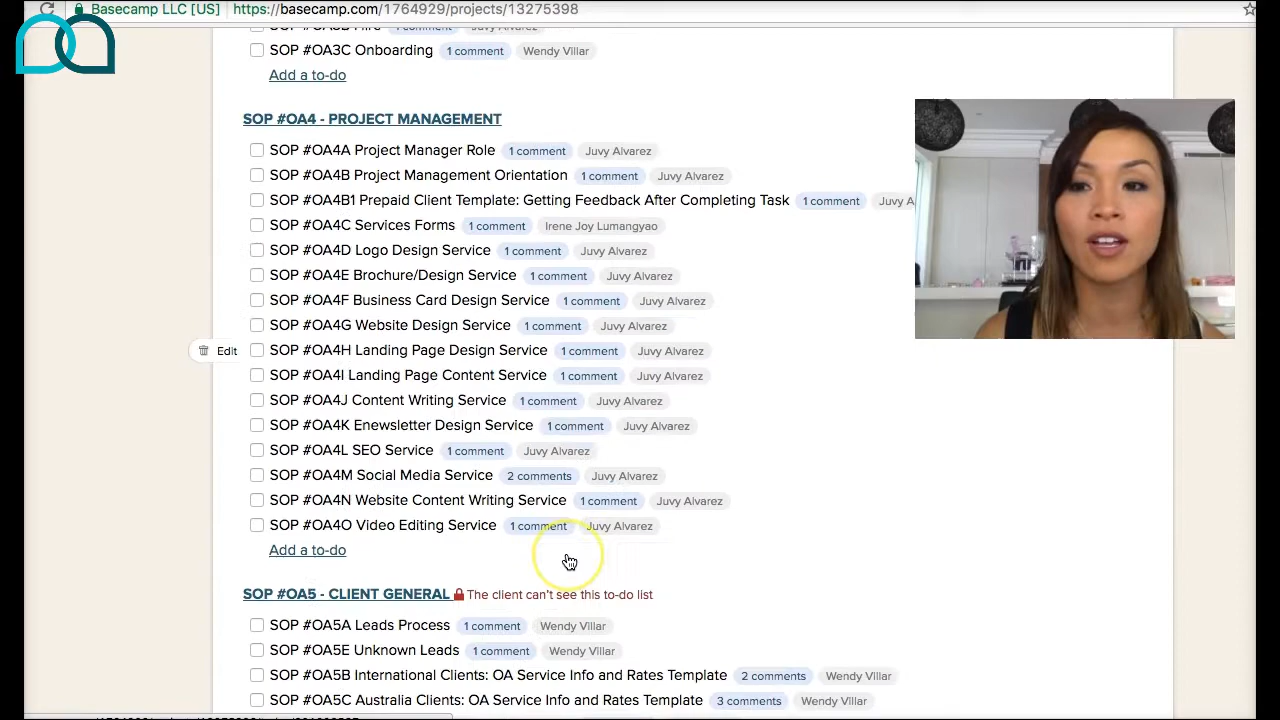 Basecamp LLC [US] https://basecamp.com/1764929/projects/13275398
SOP #OA3B Hire 1 comment Juvy Alvarez
SOP #OA3C Onboarding 1 comment Wendy Villar
Add a to-do
SOP #OA4 - PROJECT MANAGEMENT
SOP #OA4A Project Manager Role 1 comment Juvy Alvarez
SOP #OA4B Project Management Orientation 1 comment Juvy Alvarez
SOP #OA4B1 Prepaid Client Template: Getting Feedback After Completing Task 1 comment Juvy A
SOP #OA4C Services Forms 1 comment Irene Joy Lumangyao
SOP #OA4D Logo Design Service 1 comment Juvy Alvarez
SOP #OA4E Brochure/Design Service 1 comment Juvy Alvarez
SOP #OA4F Business Card Design Service 1 comment Juvy Alvarez
SOP #OA4G Website Design Service 1 comment Juvy Alvarez
Edit SOP #OA4H Landing Page Design Service 1 comment Juvy Alvarez
SOP #OA4I Landing Page Content Service 1 comment Juvy Alvarez
SOP #OA4J Content Writing Service 1 comment Juvy Alvarez
SOP #OA4K Enewsletter Design Service 1 comment Juvy Alvarez
SOP #OA4L SEO Service 1 comment Juvy Alvarez
SOP #OA4M Social Media Service 2 comments Juvy Alvarez
SOP #OA4N Website Content Writing Service 1 comment Juvy Alvarez
SOP #OA4O Video Editing Service 1 comment Juvy Alvarez
Add a to-do
SOP #OA5 - CLIENT GENERAL The client can't see this to-do list
SOP #OA5A Leads Process 1 comment Wendy Villar
SOP #OA5E Unknown Leads 1 comment Wendy Villar
SOP #OA5B International Clients: OA Service Info and Rates Template 2 comments Wendy Villar
SOP #OA5C Australia Clients: OA Service Info and Rates Template 3 comments Wendy Villar